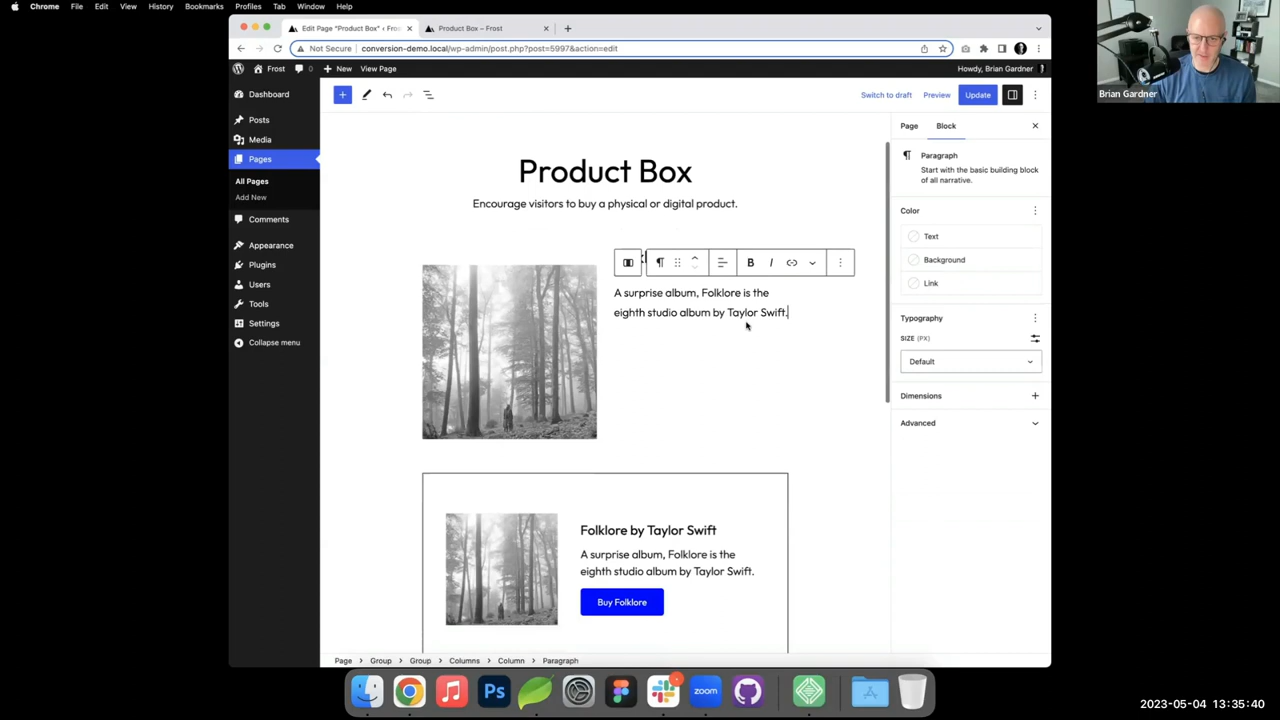 Chrome File Edit View History Bookmarks Profiles Tab Window Help
Edit Page "Product Box" ‹ Fros
Product Box – Frost
Not Secure conversion-demo.local/wp-admin/post.php?post=5997&action=edit
Frost 0 New View Page Howdy, Brian Gardner
Brian Gardner
Dashboard
Posts
Media
Pages
All Pages
Add New
Comments
Appearance
Plugins
Users
Tools
Settings
Collapse menu
Switch to draft Preview Update
Product Box
Encourage visitors to buy a physical or digital product.
B I
A surprise album, Folklore is the
eighth studio album by Taylor Swift.
Folklore by Taylor Swift
A surprise album, Folklore is the
eighth studio album by Taylor Swift.
Buy Folklore
Page Block
Paragraph
Start with the basic building block
of all narrative.
Color
Text
Background
Link
Typography
SIZE (PX)
Default
Dimensions
Advanced
Page Group Group Columns Column Paragraph
Ps
zoom
2023-05-04 13:35:40